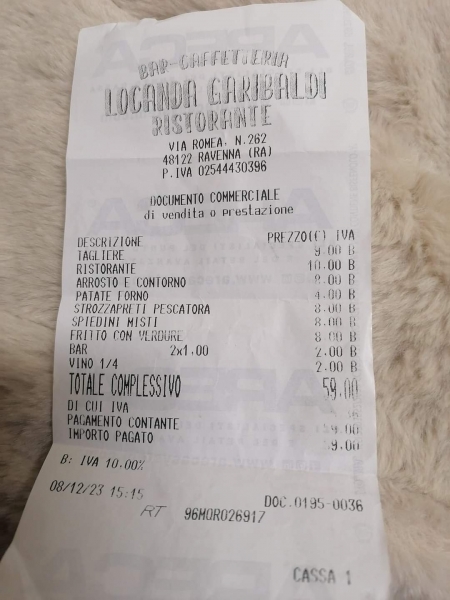 BAR-CAFFETTERIA
LOCANDA GARIBALDI
RISTORANTE
VIA ROMEA, N.262
48122 RAVENNA (RA)
P.IVA 02544430396
DOCUMENTO COMMERCIALE
di vendita o prestazione
DESCRIZIONE PREZZO(€) IVA
TAGLIERE 9.00 B
RISTORANTE 10.00 B
ARROSTO E CONTORNO 8.00 B
PATATE FORNO 4.00 B
STROZZAPRETI PESCATORA 8.00 B
SPIEDINI MISTI 8.00 B
FRITTO CON VERDURE 8.00 B
BAR 2x1.00 2.00 B
VINO 1/4 2.00 B
TOTALE COMPLESSIVO 59.00
DI CUI IVA
PAGAMENTO CONTANTE
IMPORTO PAGATO
B: IVA 10.00%
08/12/23 15:15 DOC.0195-0036
RT 96MOR026917
CASSA 1